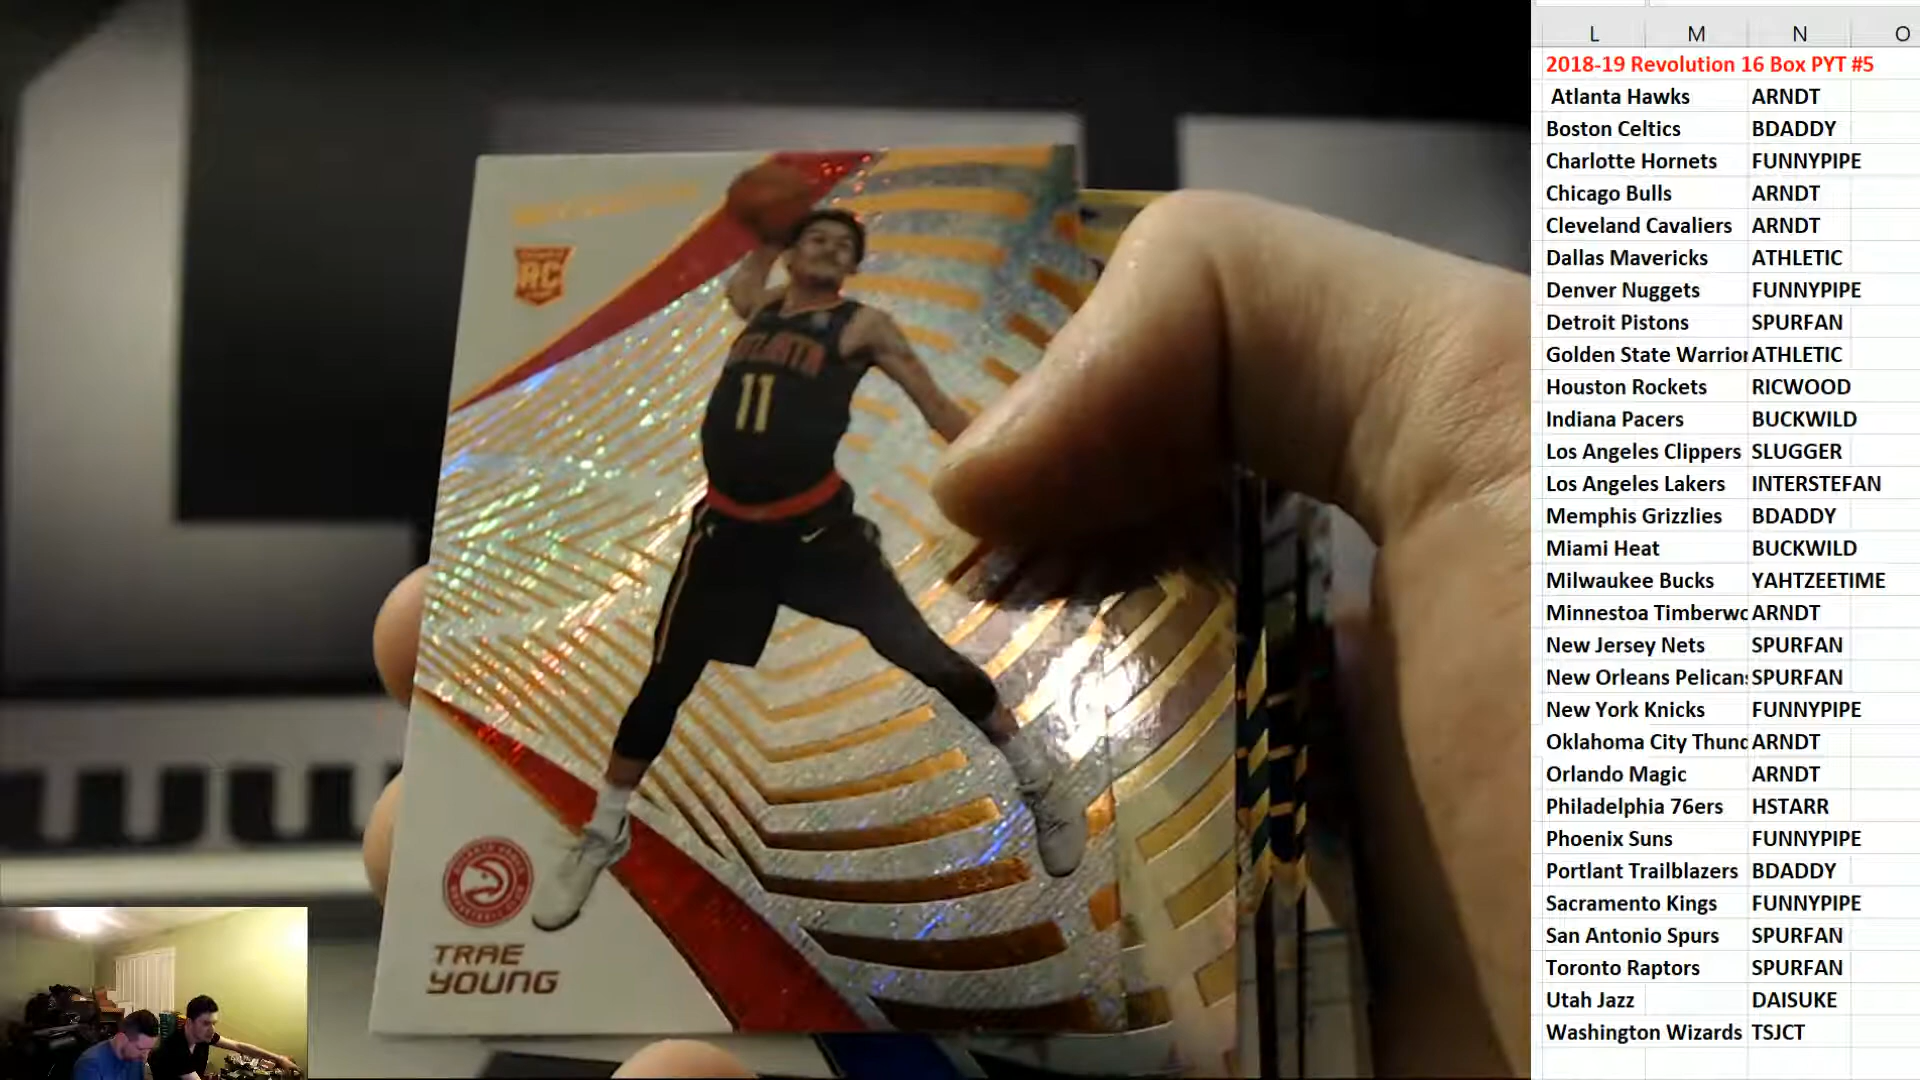 RC
ATLANTA
11
TRAE
YOUNG
L M N O
2018-19 Revolution 16 Box PYT #5
Atlanta Hawks ARNDT
Boston Celtics BDADDY
Charlotte Hornets FUNNYPIPE
Chicago Bulls ARNDT
Cleveland Cavaliers ARNDT
Dallas Mavericks ATHLETIC
Denver Nuggets FUNNYPIPE
Detroit Pistons SPURFAN
Golden State Warrior ATHLETIC
Houston Rockets RICWOOD
Indiana Pacers BUCKWILD
Los Angeles Clippers SLUGGER
Los Angeles Lakers INTERSTEFAN
Memphis Grizzlies BDADDY
Miami Heat BUCKWILD
Milwaukee Bucks YAHTZEETIME
Minnestoa Timberwo ARNDT
New Jersey Nets SPURFAN
New Orleans Pelicans SPURFAN
New York Knicks FUNNYPIPE
Oklahoma City Thund ARNDT
Orlando Magic ARNDT
Philadelphia 76ers HSTARR
Phoenix Suns FUNNYPIPE
Portlant Trailblazers BDADDY
Sacramento Kings FUNNYPIPE
San Antonio Spurs SPURFAN
Toronto Raptors SPURFAN
Utah Jazz DAISUKE
Washington Wizards TSJCT